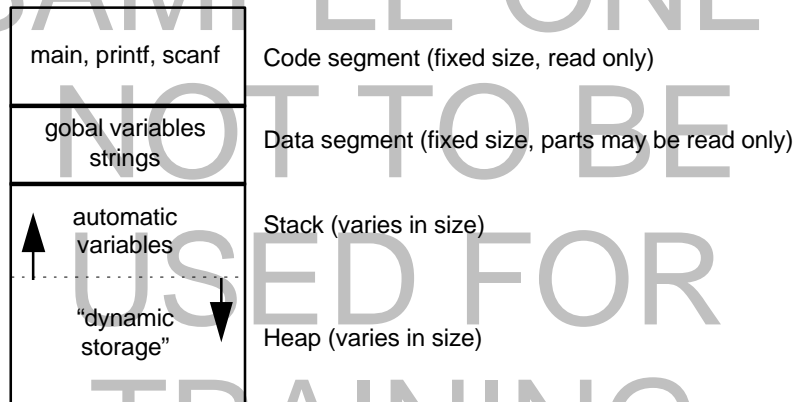 SAMPLE ONE
main, printf, scanf
Code segment (fixed size, read only)
NOT TO BE
gobal variables
strings
Data segment (fixed size, parts may be read only)
automatic
variables
Stack (varies in size)
USED FOR
“dynamic
storage”
Heap (varies in size)
TRAINING